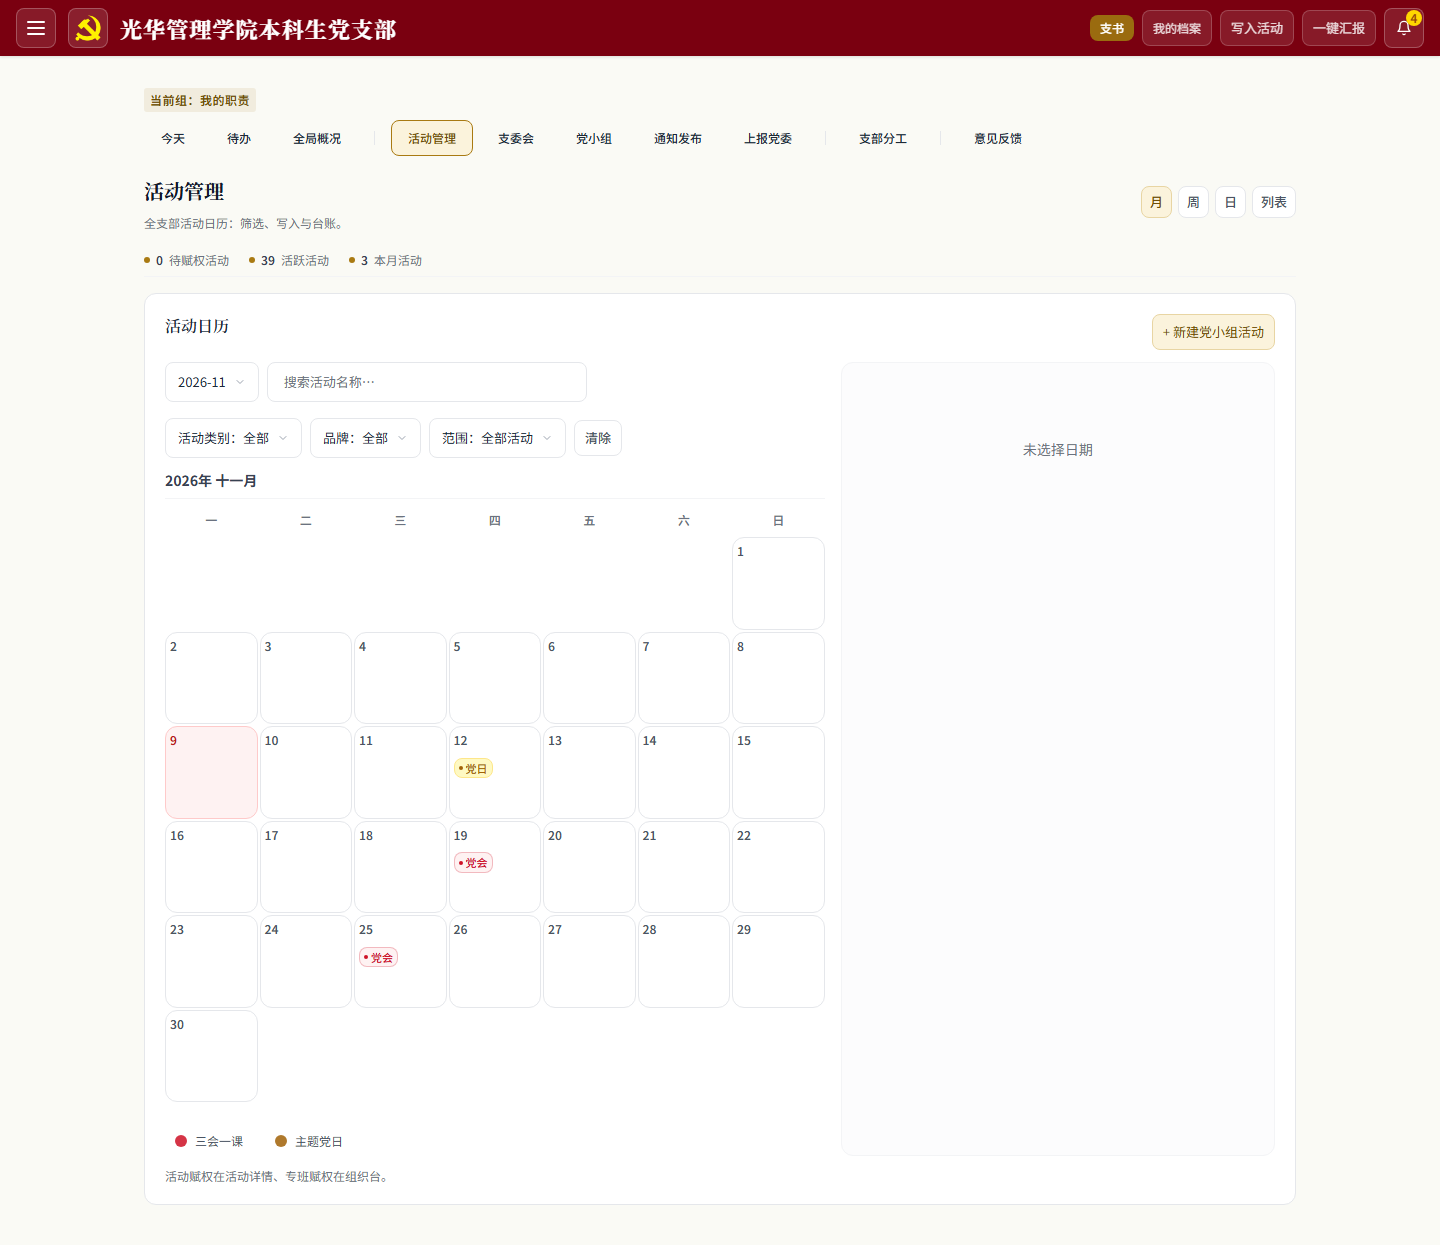 光华管理学院本科生党支部
支书 我的档案 写入活动 一键汇报 4
当前组：我的职责
今天 待办 全局概况 活动管理 支委会 党小组 通知发布 上报党委 支部分工 意见反馈
活动管理
月 周 日 列表
全支部活动日历：筛选、写入与台账。
0 待赋权活动 39 活跃活动 3 本月活动
活动日历
+ 新建党小组活动
2026-11 搜索活动名称…
活动类别：全部 品牌：全部 范围：全部活动 清除
未选择日期
2026年 十一月
一 二 三 四 五 六 日
1
2 3 4 5 6 7 8
9 10 11 12 13 14 15
党日
16 17 18 19 20 21 22
党会
23 24 25 26 27 28 29
党会
30
三会一课 主题党日
活动赋权在活动详情、专班赋权在组织台。